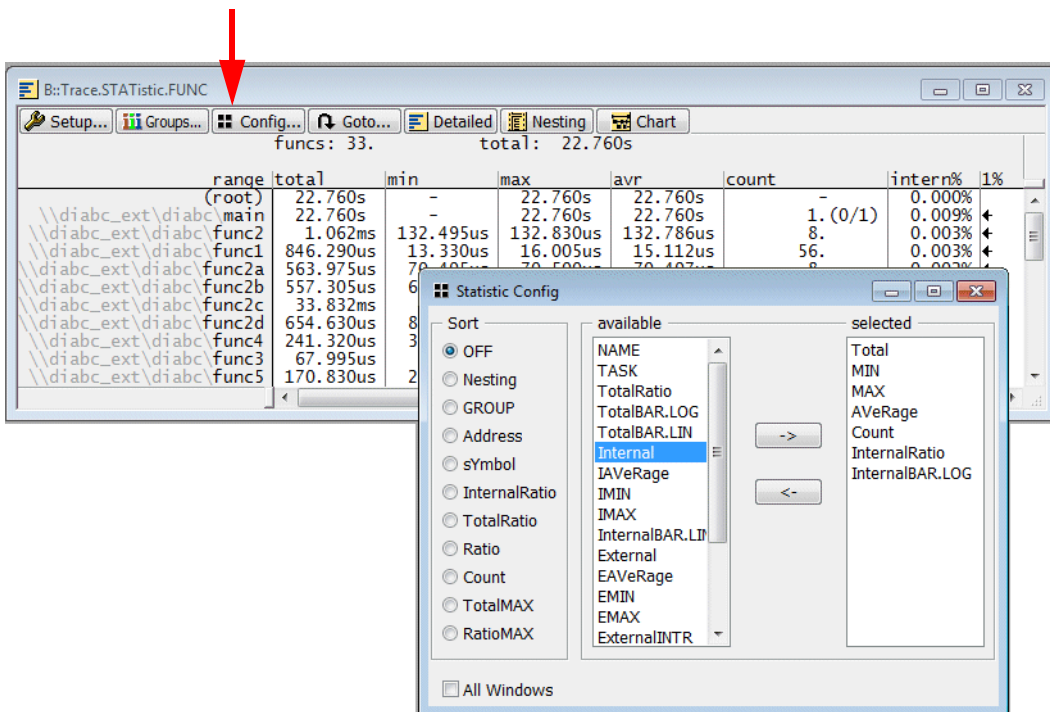 B::Trace.STATistic.FUNC
Setup... Groups... Config... Goto... Detailed Nesting Chart
funcs: 33. total: 22.760s
range total min max avr count intern% 1%
(root) 22.760s - 22.760s 22.760s - 0.000%
\\diabc_ext\diabc\main 22.760s - 22.760s 22.760s 1.(0/1) 0.009%
\\diabc_ext\diabc\func2 1.062ms 132.495us 132.830us 132.786us 8. 0.003%
\\diabc_ext\diabc\func1 846.290us 13.330us 16.005us 15.112us 56. 0.003%
\\diabc_ext\diabc\func2a 563.975us
\\diabc_ext\diabc\func2b 557.305us 6
\\diabc_ext\diabc\func2c 33.832ms
\\diabc_ext\diabc\func2d 654.630us 8
\\diabc_ext\diabc\func4 241.320us 3
\\diabc_ext\diabc\func3 67.995us
\\diabc_ext\diabc\func5 170.830us 2
Statistic Config
Sort
OFF
Nesting
GROUP
Address
sYmbol
InternalRatio
TotalRatio
Ratio
Count
TotalMAX
RatioMAX
available
NAME
TASK
TotalRatio
TotalBAR.LOG
TotalBAR.LIN
Internal
IAVeRage
IMIN
IMAX
InternalBAR.LIN
External
EAVeRage
EMIN
EMAX
ExternalINTR
->
<-
selected
Total
MIN
MAX
AVeRage
Count
InternalRatio
InternalBAR.LOG
All Windows